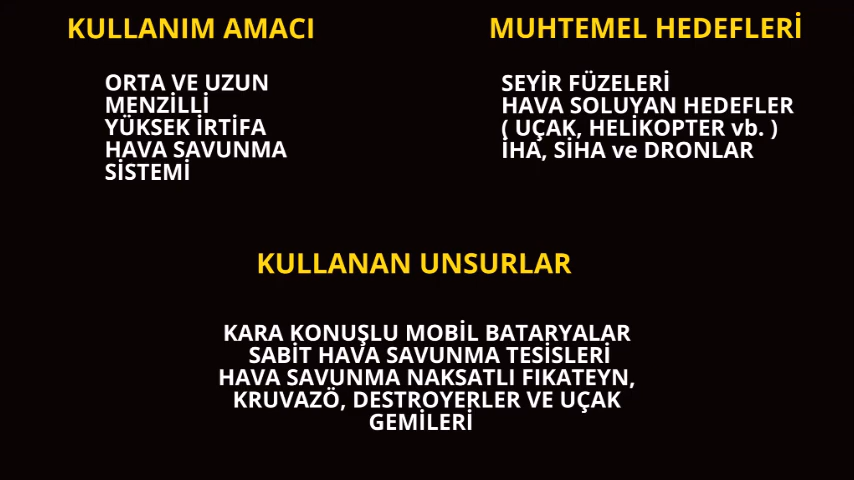 KULLANIM AMACI
ORTA VE UZUN
MENZİLLİ
YÜKSEK İRTİFA
HAVA SAVUNMA
SİSTEMİ
MUHTEMEL HEDEFLERİ
SEYİR FÜZELERİ
HAVA SOLUYAN HEDEFLER
( UÇAK, HELİKOPTER vb. )
İHA, SİHA ve DRONLAR
KULLANAN UNSURLAR
KARA KONUŞLU MOBİL BATARYALAR
SABİT HAVA SAVUNMA TESİSLERİ
HAVA SAVUNMA NAKSATLI FIKATEYN,
KRUVAZÖ, DESTROYERLER VE UÇAK
GEMİLERİ